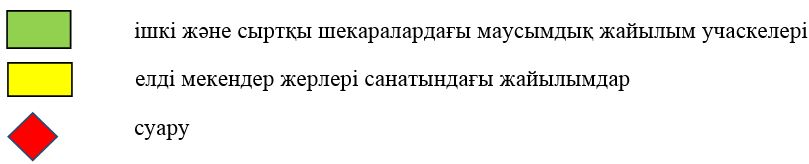 ішкі және сыртқы шекаралардағы маусымдық жайылым учаскелері
елді мекендер жерлері санатындағы жайылымдар
суару